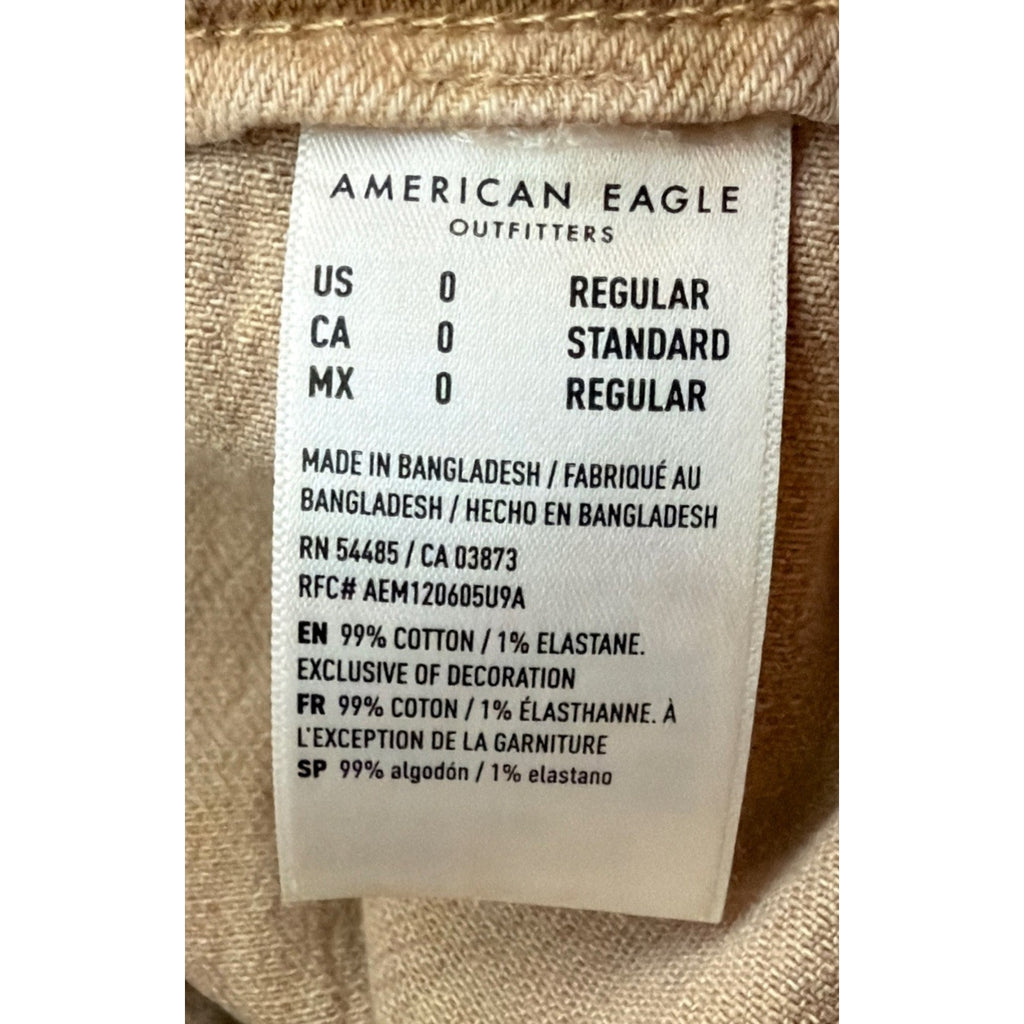 AMERICAN EAGLE
OUTFITTERS
US 0 REGULAR
CA 0 STANDARD
MX 0 REGULAR
MADE IN BANGLADESH / FABRIQUÉ AU
BANGLADESH / HECHO EN BANGLADESH
RN 54485 / CA 03873
RFC# AEM120605U9A
EN 99% COTTON / 1% ELASTANE.
EXCLUSIVE OF DECORATION
FR 99% COTON / 1% ÉLASTHANNE. À
L'EXCEPTION DE LA GARNITURE
SP 99% algodón / 1% elastano